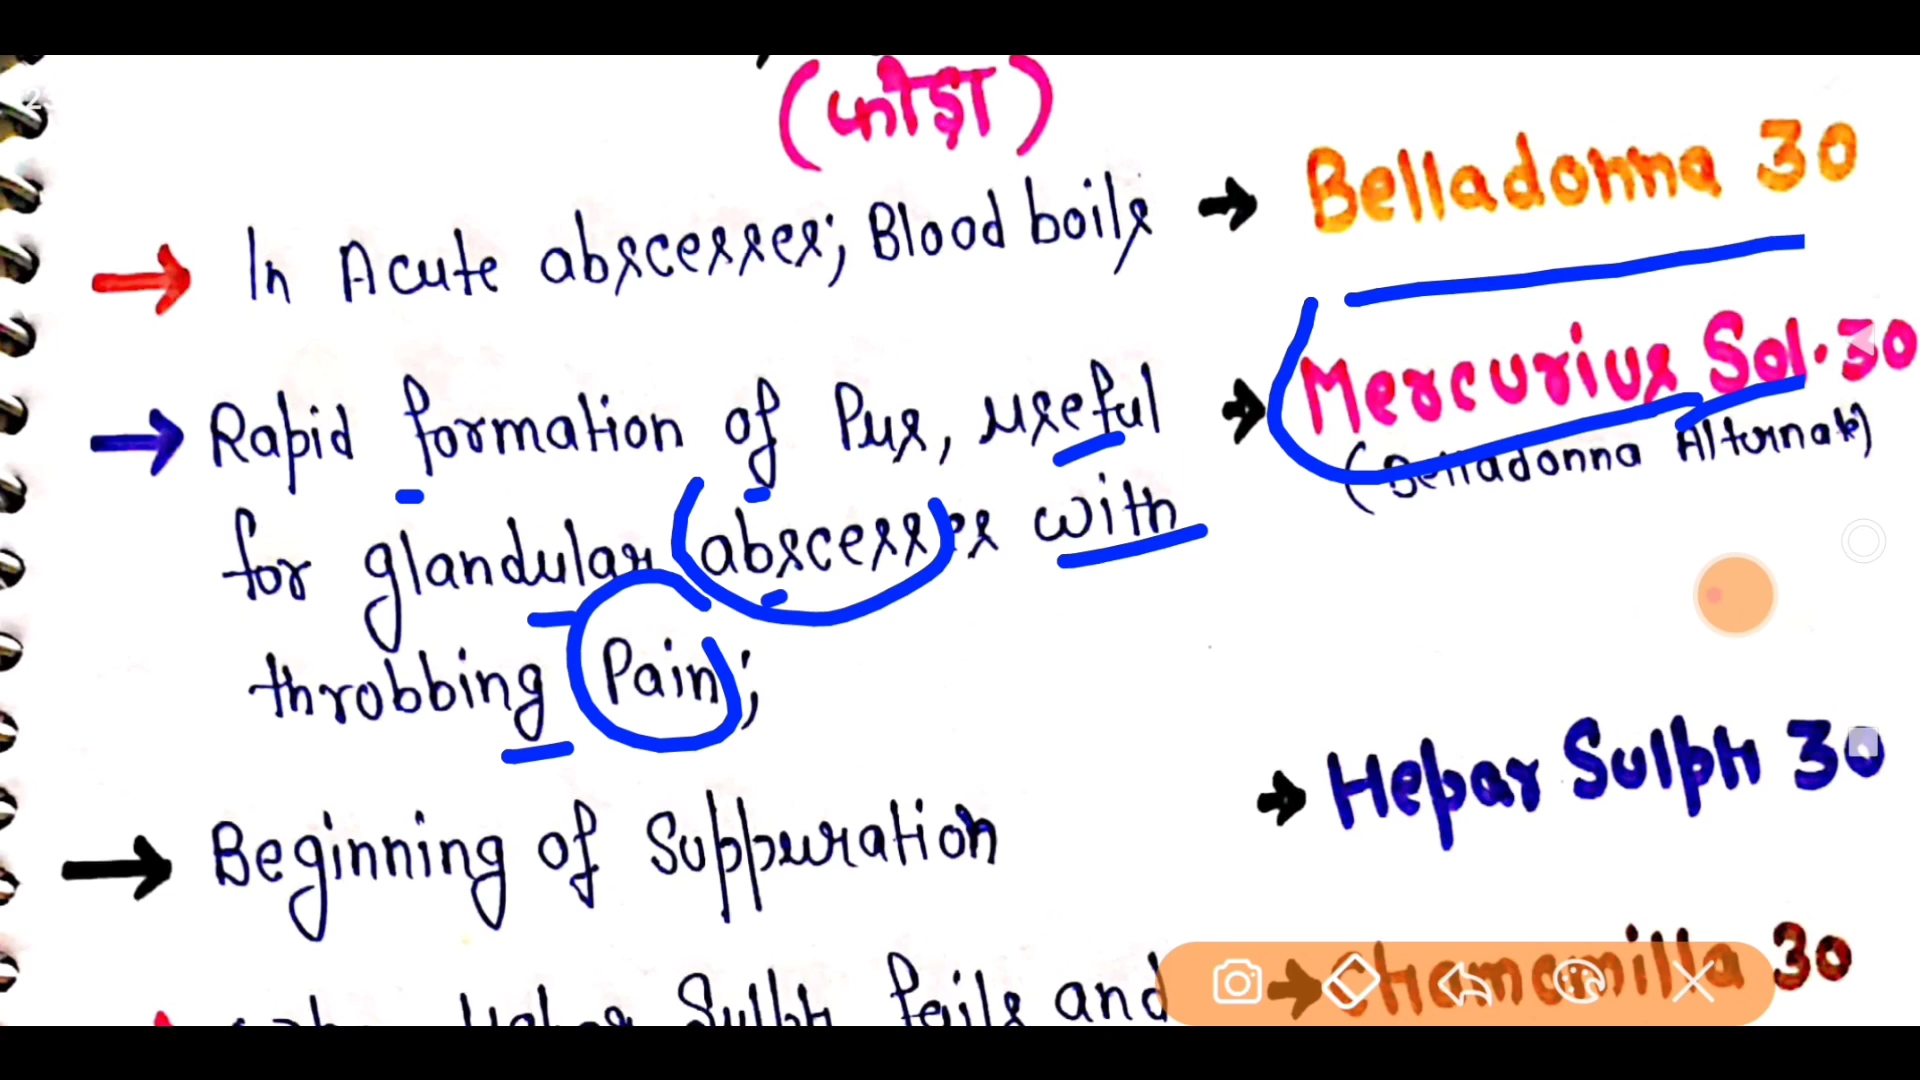 (फोड़ा)
In Acute abscesses; Blood boils → Belladonna 30
Rapid formation of Pus, useful → Mercurius Sol. 30
(Belladonna Alternate)
for glandular abscesses with
throbbing Pain;
Beginning of Suppuration → Hepar Sulph 30
Hepar Sulph fails and → Chamomilla 30